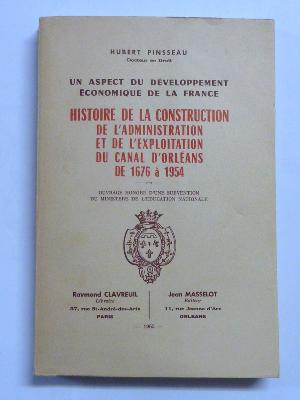 HUBERT PINSSEAU
Docteur en Droit
UN ASPECT DU DÉVELOPPEMENT
ÉCONOMIQUE DE LA FRANCE
HISTOIRE DE LA CONSTRUCTION
DE L'ADMINISTRATION
ET DE L'EXPLOITATION
DU CANAL D'ORLÉANS
DE 1676 à 1954
OUVRAGE HONORÉ D'UNE SUBVENTION
DU MINISTÈRE DE L'ÉDUCATION NATIONALE
Raymond CLAVREUIL
Libraire
37, rue St-André-des-Arts
PARIS
Jean MASSELOT
Editeur
11, rue Jeanne d'Arc
ORLEANS